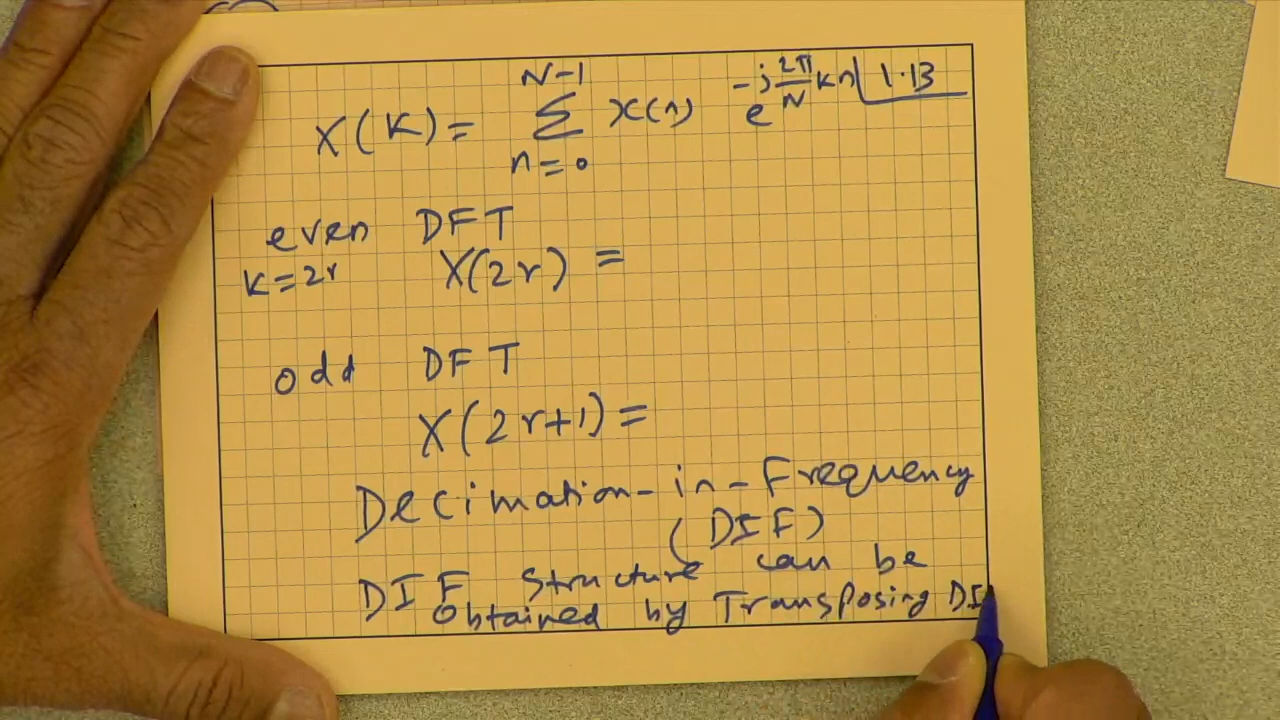 X(K) = N-1 Σ n=0 x(n) e^-j 2π/N kn 1.13
even DFT
K=2r X(2r) =
odd DFT
X(2r+1) =
Decimation-in-Frequency
(DIF)
DIF Structure can be
Obtained by Transposing DI